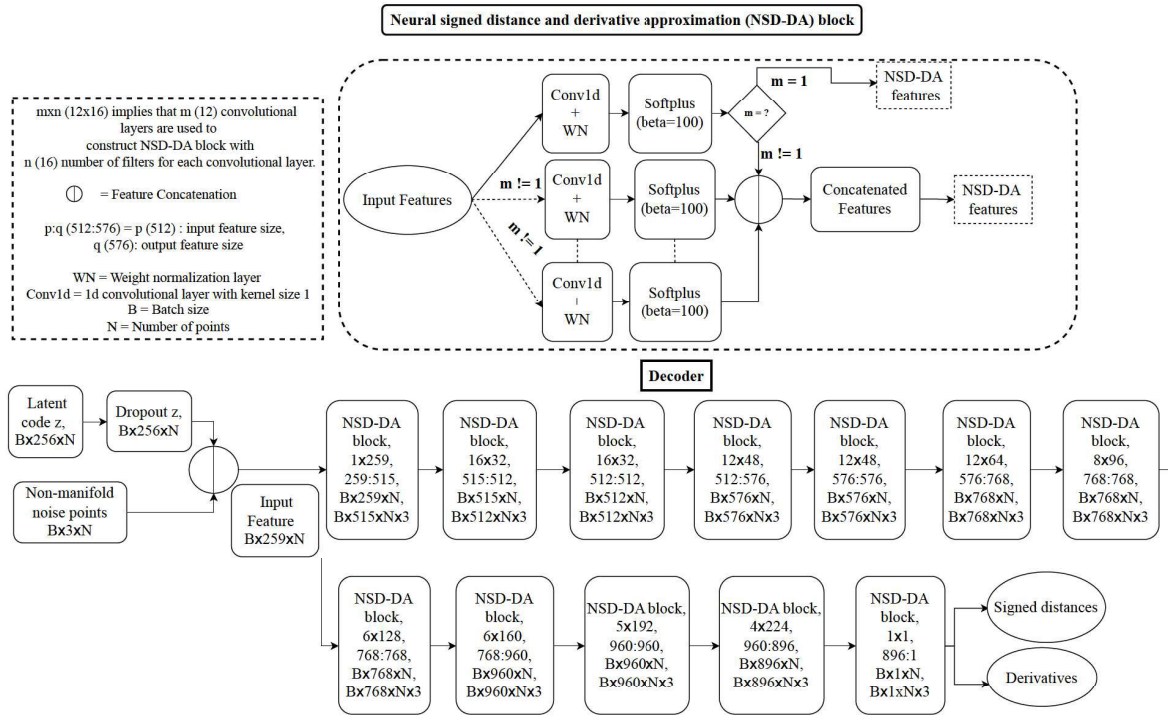 Neural signed distance and derivative approximation (NSD-DA) block
mxn (12x16) implies that m (12) convolutional
layers are used to
construct NSD-DA block with
n (16) number of filters for each convolutional layer.
= Feature Concatenation
p:q (512:576) = p (512) : input feature size,
q (576): output feature size
WN = Weight normalization layer
Conv1d = 1d convolutional layer with kernel size 1
B = Batch size
N = Number of points
Input Features
m != 1
m != 1
Conv1d
+
WN
Softplus
(beta=100)
m = ?
m = 1
NSD-DA
features
m != 1
Conv1d
+
WN
Softplus
(beta=100)
Concatenated
Features
NSD-DA
features
Conv1d
+
WN
Softplus
(beta=100)
Decoder
Latent
code z,
Bx256xN
Dropout z,
Bx256xN
Non-manifold
noise points
Bx3xN
Input
Feature
Bx259xN
NSD-DA
block,
1x259,
259:515,
Bx259xN,
Bx515xNx3
NSD-DA
block,
16x32,
515:512,
Bx515xN,
Bx512xNx3
NSD-DA
block,
16x32,
512:512,
Bx512xN,
Bx512xNx3
NSD-DA
block,
12x48,
512:576,
Bx576xN,
Bx576xNx3
NSD-DA
block,
12x48,
576:576,
Bx576xN,
Bx576xNx3
NSD-DA
block,
12x64,
576:768,
Bx768xN,
Bx768xNx3
NSD-DA
block,
8x96,
768:768,
Bx768xN,
Bx768xNx3
NSD-DA
block,
6x128,
768:768,
Bx768xN,
Bx768xNx3
NSD-DA
block,
6x160,
768:960,
Bx960xN,
Bx960xNx3
NSD-DA block,
5x192,
960:960,
Bx960xN,
Bx960xNx3
NSD-DA block,
4x224,
960:896,
Bx896xN,
Bx896xNx3
NSD-DA
block,
1x1,
896:1
Bx1xN,
Bx1xNx3
Signed distances
Derivatives